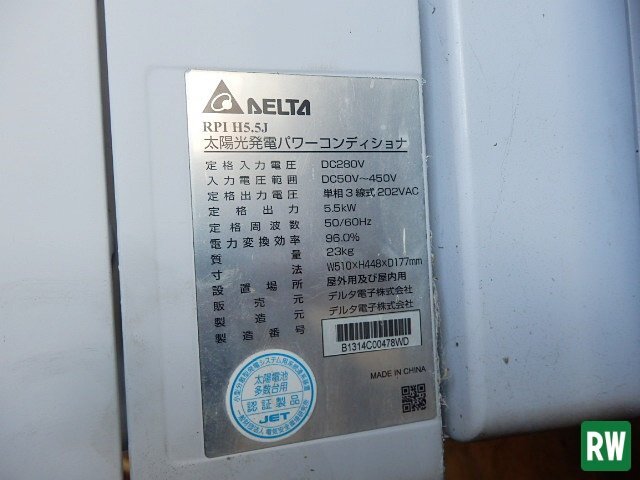 DELTA
RPI H5.5J
太陽光発電パワーコンディショナ
定格入力電圧 DC280V
入力電圧範囲 DC50V～450V
定格出力電圧 単相3線式202VAC
定格出力 5.5kW
定格周波数 50/60Hz
電力変換効率 96.0%
質量 23kg
寸法 W510×H448×D177mm
設置場所 屋外用及び屋内用
販売元 デルタ電子株式会社
製造元 デルタ電子株式会社
製造番号
B1314C00478WD
MADE IN CHINA
太陽電池
多数台用
認証製品
JET
RW